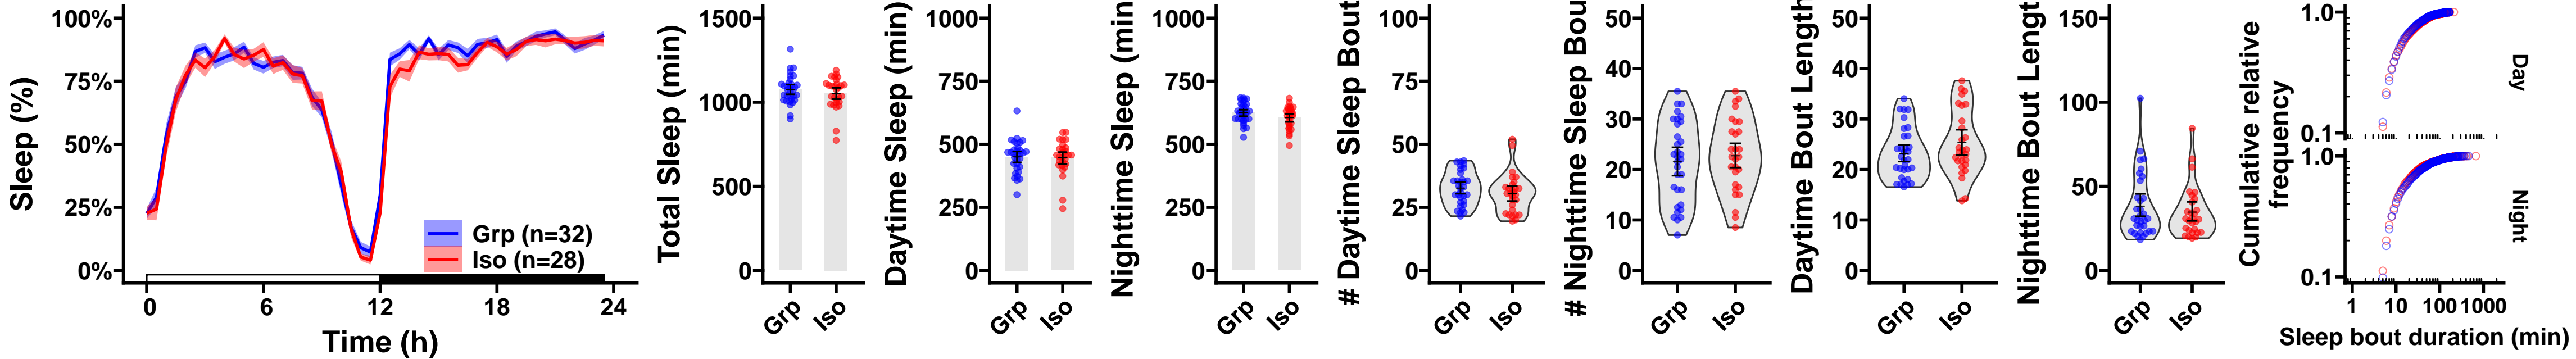 Sleep (%)
100%
75%
50%
25%
0%
0 6 12 18 24
Time (h)
Grp (n=32)
Iso (n=28)
Total Sleep (min)
1500
1000
500
0
Grp Iso
Daytime Sleep (min)
1000
750
500
250
0
Grp Iso
Nighttime Sleep (min
1000
750
500
250
0
Grp Iso
# Daytime Sleep Bout
100
75
50
25
0
Grp Iso
# Nighttime Sleep Bou
50
40
30
20
10
0
Grp Iso
Daytime Bout Length
50
40
30
20
10
0
Grp Iso
Nighttime Bout Lengt
150
100
50
0
Grp Iso
Cumulative relative
frequency
1.0
0.1
Day
1.0
0.1
Night
1 10 100 1000
Sleep bout duration (min)